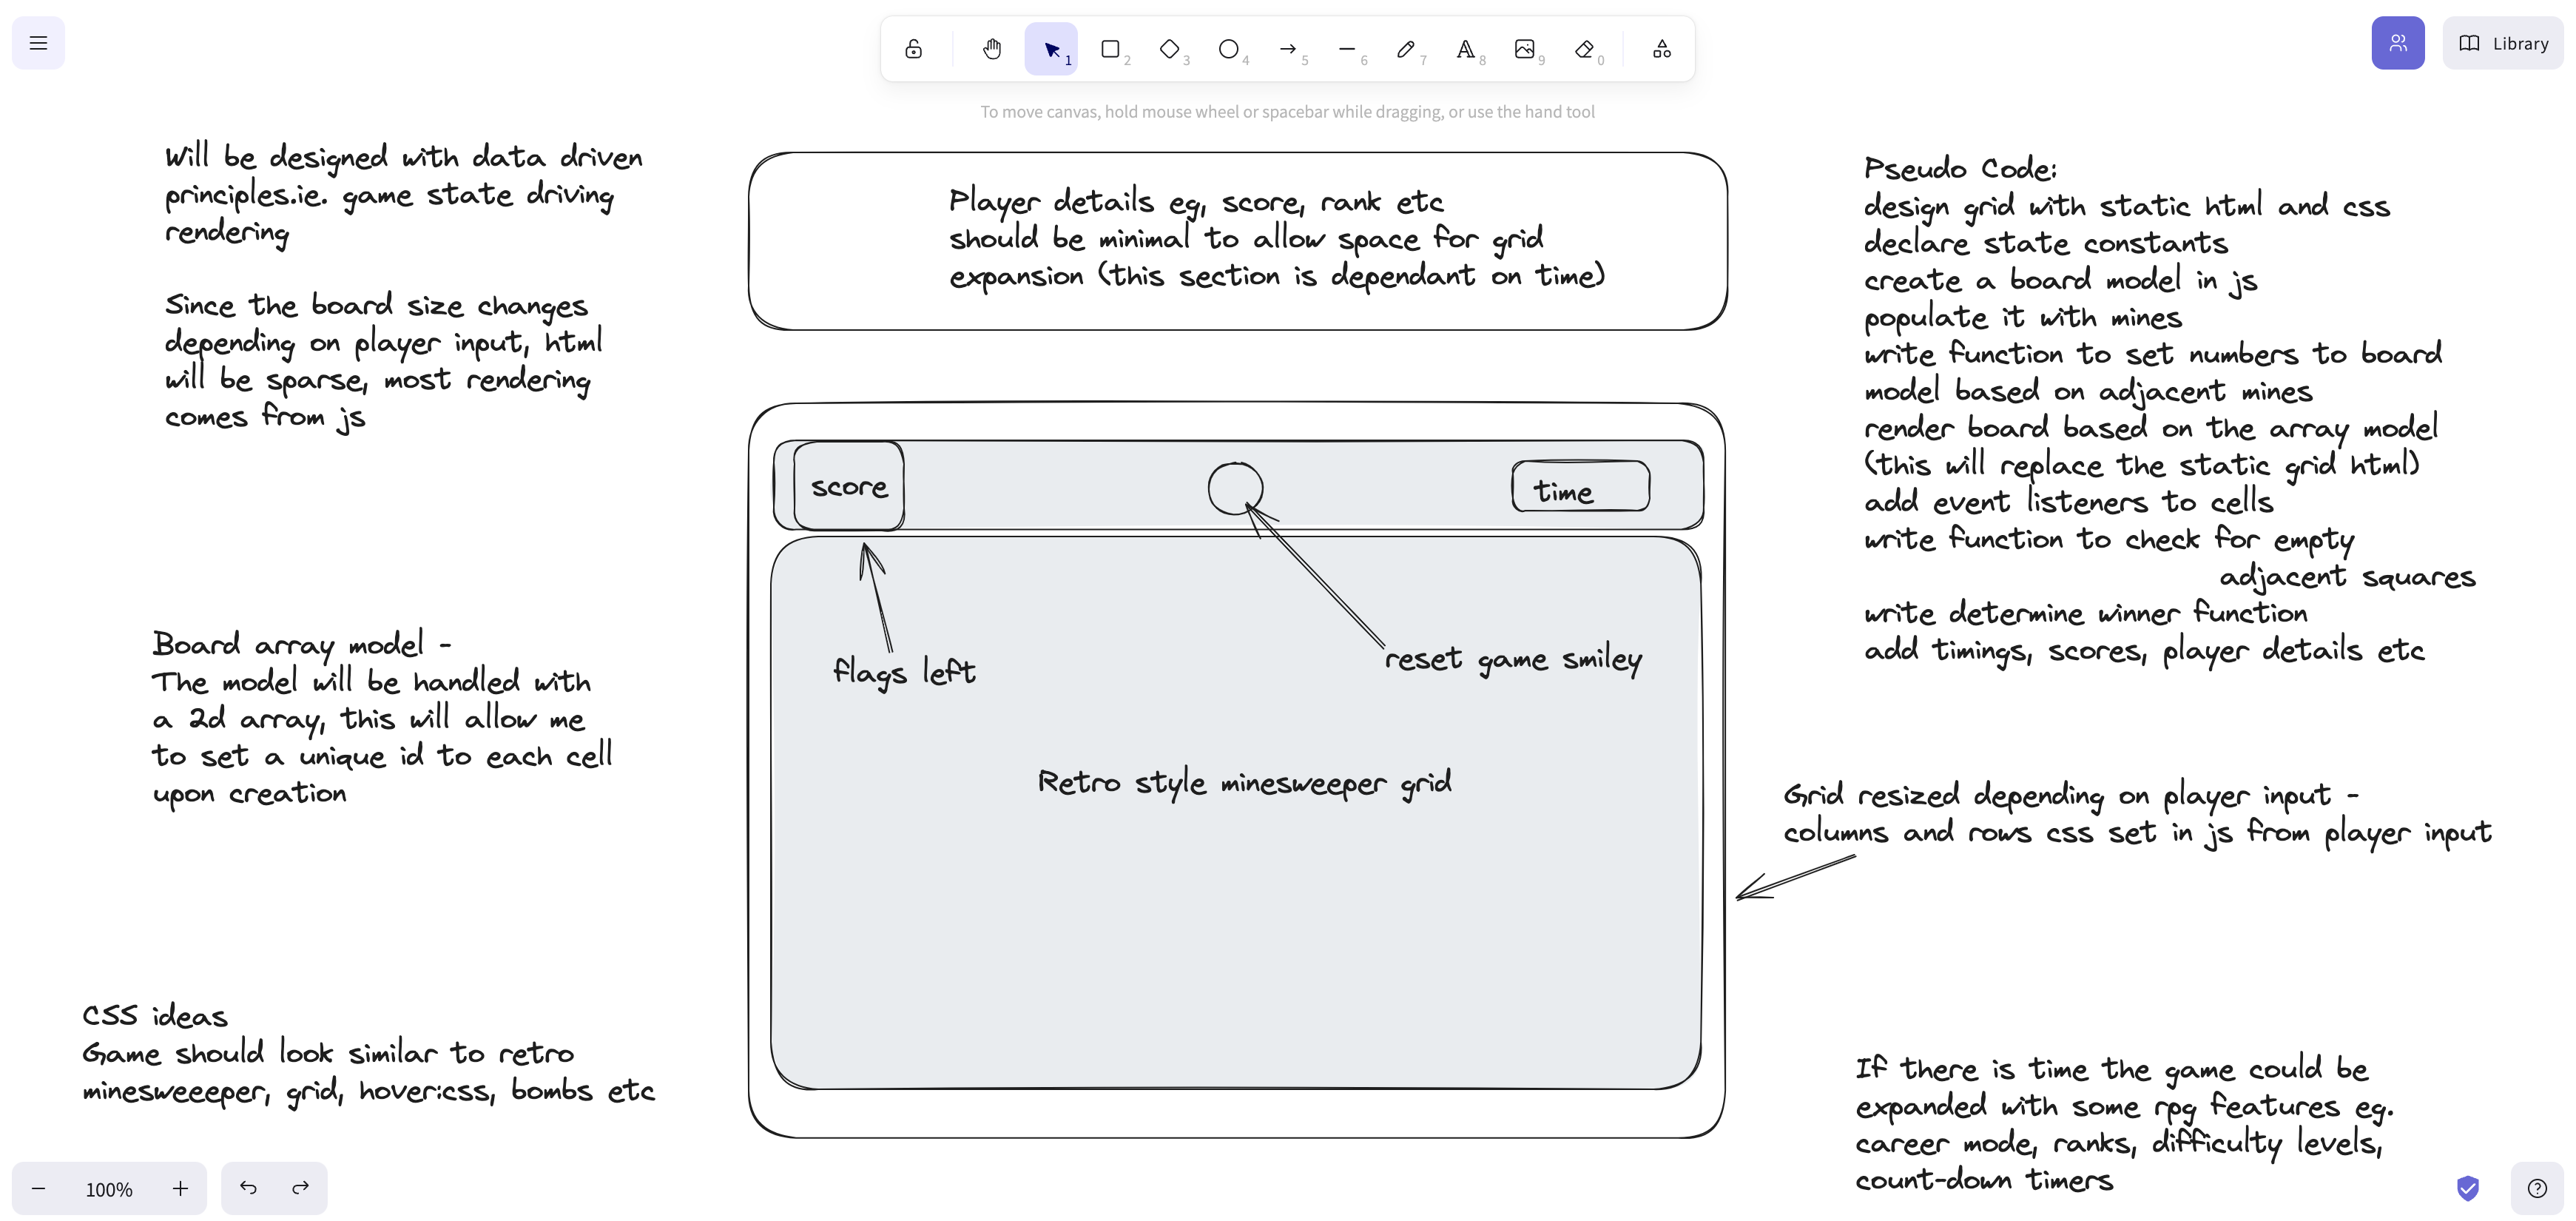 1
2
3
4
5
6
7
8
9
0
Library
To move canvas, hold mouse wheel or spacebar while dragging, or use the hand tool
Will be designed with data driven
principles.ie. game state driving
rendering
Since the board size changes
depending on player input, html
will be sparse, most rendering
comes from js
Board array model -
The model will be handled with
a 2d array, this will allow me
to set a unique id to each cell
upon creation
CSS ideas
Game should look similar to retro
minesweeeper, grid, hover:css, bombs etc
Player details eg, score, rank etc
should be minimal to allow space for grid
expansion (this section is dependant on time)
score
time
flags left
reset game smiley
Retro style minesweeper grid
Pseudo Code:
design grid with static html and css
declare state constants
create a board model in js
populate it with mines
write function to set numbers to board
model based on adjacent mines
render board based on the array model
(this will replace the static grid html)
add event listeners to cells
write function to check for empty
adjacent squares
write determine winner function
add timings, scores, player details etc
Grid resized depending on player input -
columns and rows css set in js from player input
If there is time the game could be
expanded with some rpg features eg.
career mode, ranks, difficulty levels,
count-down timers
100%